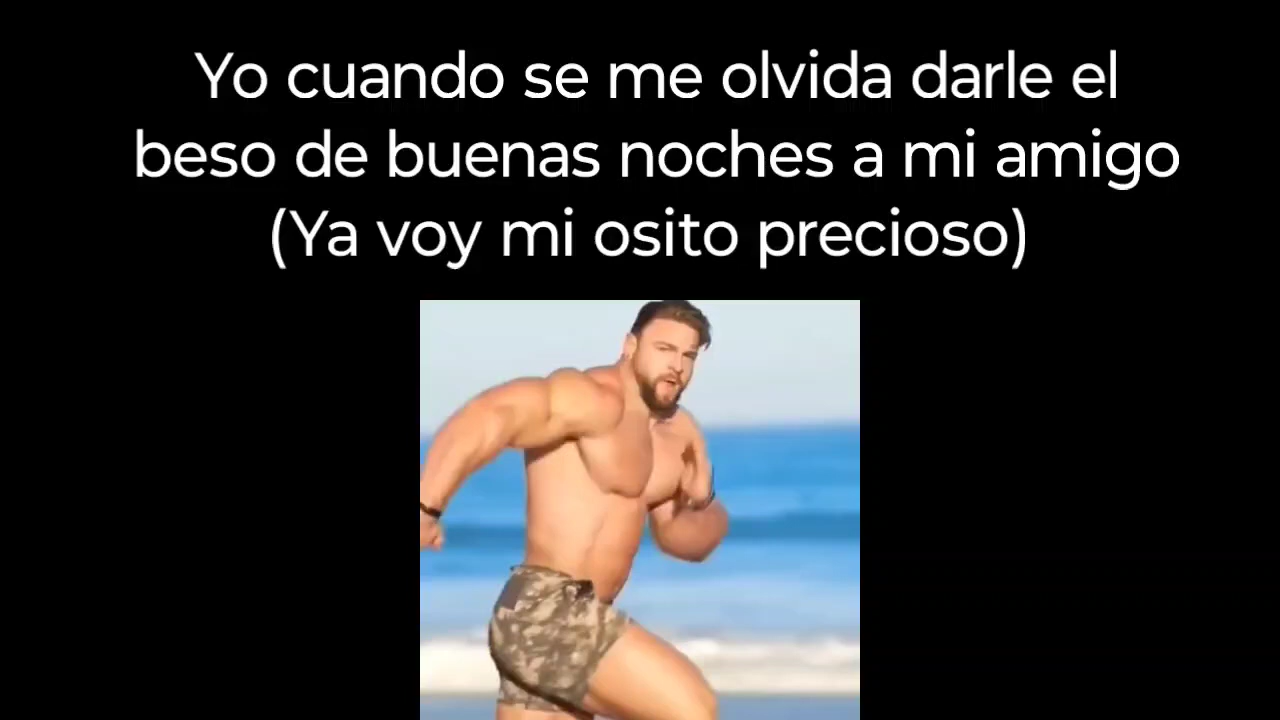 Yo cuando se me olvida darle el
beso de buenas noches a mi amigo
(Ya voy mi osito precioso)